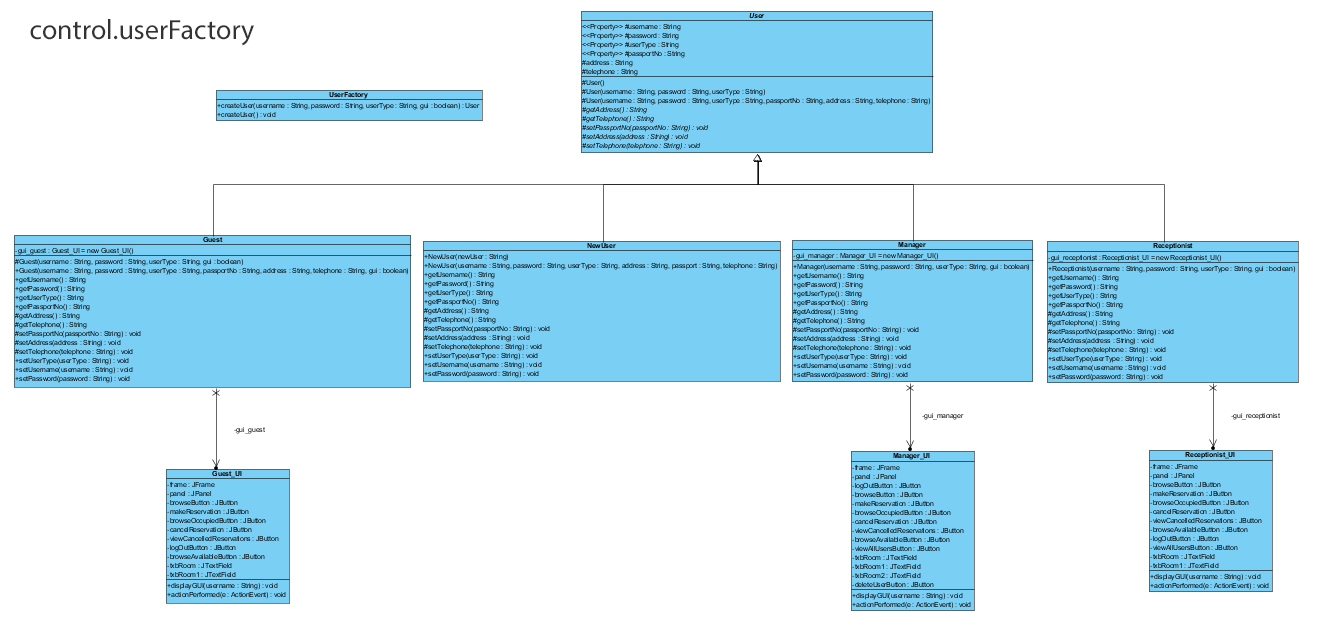 control.userFactory
User
<<Property>> #username : String
<<Property>> #password : String
<<Property>> #userType : String
<<Property>> #passportNo : String
#address : String
#telephone : String
#User()
#User(username : String, password : String, userType : String)
#User(username : String, password : String, userType : String, passportNo : String, address : String, telephone : String)
#getAddress() : String
#getTelephone() : String
#setPassportNo(passportNo : String) : void
#setAddress(address : String) : void
#setTelephone(telephone : String) : void
UserFactory
+createUser(username : String, password : String, userType : String, gui : boolean) : User
+createUser() : void
Guest
-gui_guest : Guest_UI = new Guest_UI()
#Guest(username : String, password : String, userType : String, gui : boolean)
+Guest(username : String, password : String, userType : String, passportNo : String, address : String, telephone : String, gui : boolean)
+getUsername() : String
+getPassword() : String
+getUserType() : String
+getPassportNo() : String
#getAddress() : String
#getTelephone() : String
#setPassportNo(passportNo : String) : void
#setAddress(address : String) : void
#setTelephone(telephone : String) : void
+setUserType(userType : String) : void
+setUsername(username : String) : void
+setPassword(password : String) : void
NewUser
+NewUser(newUser : String)
+NewUser(username : String, password : String, userType : String, address : String, passport : String, telephone : String)
+getUsername() : String
+getPassword() : String
+getUserType() : String
+getPassportNo() : String
#getAddress() : String
#getTelephone() : String
#setPassportNo(passportNo : String) : void
#setAddress(address : String) : void
#setTelephone(telephone : String) : void
+setUserType(userType : String) : void
+setUsername(username : String) : void
+setPassword(password : String) : void
Manager
-gui_manager : Manager_UI = new Manager_UI()
+Manager(username : String, password : String, userType : String, gui : boolean)
+getUsername() : String
+getPassword() : String
+getUserType() : String
+getPassportNo() : String
#getAddress() : String
#getTelephone() : String
#setPassportNo(passportNo : String) : void
#setAddress(address : String) : void
#setTelephone(telephone : String) : void
+setUserType(userType : String) : void
+setUsername(username : String) : void
+setPassword(password : String) : void
Receptionist
-gui_receptionist : Receptionist_UI = new Receptionist_UI()
+Receptionist(username : String, password : String, userType : String, gui : boolean)
+getUsername() : String
+getPassword() : String
+getUserType() : String
+getPassportNo() : String
#getAddress() : String
#getTelephone() : String
#setPassportNo(passportNo : String) : void
#setAddress(address : String) : void
#setTelephone(telephone : String) : void
+setUserType(userType : String) : void
+setUsername(username : String) : void
+setPassword(password : String) : void
-gui_guest
-gui_manager
-gui_receptionist
Guest_UI
-frame : JFrame
-panel : JPanel
-browseButton : JButton
-makeReservation : JButton
-browseOccupiedButton : JButton
-cancelReservation : JButton
-viewCancelledReservations : JButton
-logOutButton : JButton
-browseAvailableButton : JButton
-txbRoom : JTextField
-txbRoom1 : JTextField
+displayGUI(username : String) : void
+actionPerformed(e : ActionEvent) : void
Manager_UI
-frame : JFrame
-panel : JPanel
-logOutButton : JButton
-browseButton : JButton
-makeReservation : JButton
-browseOccupiedButton : JButton
-cancelReservation : JButton
-viewCancelledReservations : JButton
-browseAvailableButton : JButton
-viewAllUsersButton : JButton
-txbRoom : JTextField
-txbRoom1 : JTextField
-txbRoom2 : JTextField
-deleteUserButton : JButton
+displayGUI(username : String) : void
+actionPerformed(e : ActionEvent) : void
Receptionist_UI
-frame : JFrame
-panel : JPanel
-browseButton : JButton
-makeReservation : JButton
-browseOccupiedButton : JButton
-cancelReservation : JButton
-viewCancelledReservations : JButton
-browseAvailableButton : JButton
-logOutButton : JButton
-viewAllUsersButton : JButton
-txbRoom : JTextField
-txbRoom1 : JTextField
+displayGUI(username : String) : void
+actionPerformed(e : ActionEvent) : void